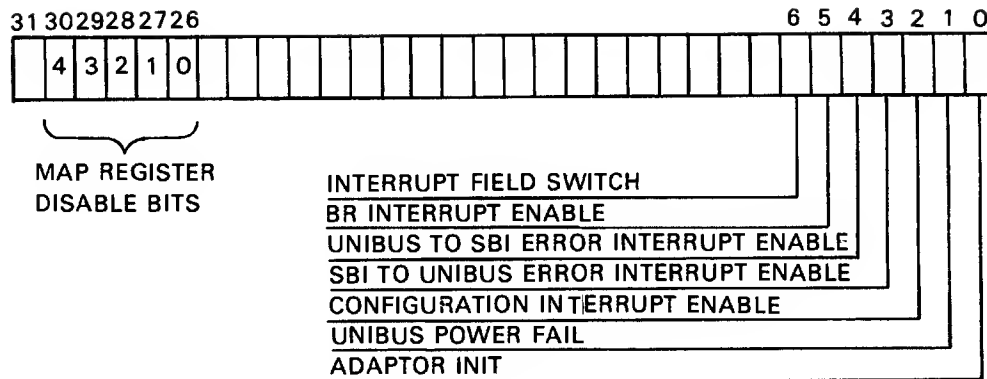 31 30 29 28 27 26 6 5 4 3 2 1 0
4 3 2 1 0
MAP REGISTER
DISABLE BITS
INTERRUPT FIELD SWITCH
BR INTERRUPT ENABLE
UNIBUS TO SBI ERROR INTERRUPT ENABLE
SBI TO UNIBUS ERROR INTERRUPT ENABLE
CONFIGURATION INTERRUPT ENABLE
UNIBUS POWER FAIL
ADAPTOR INIT